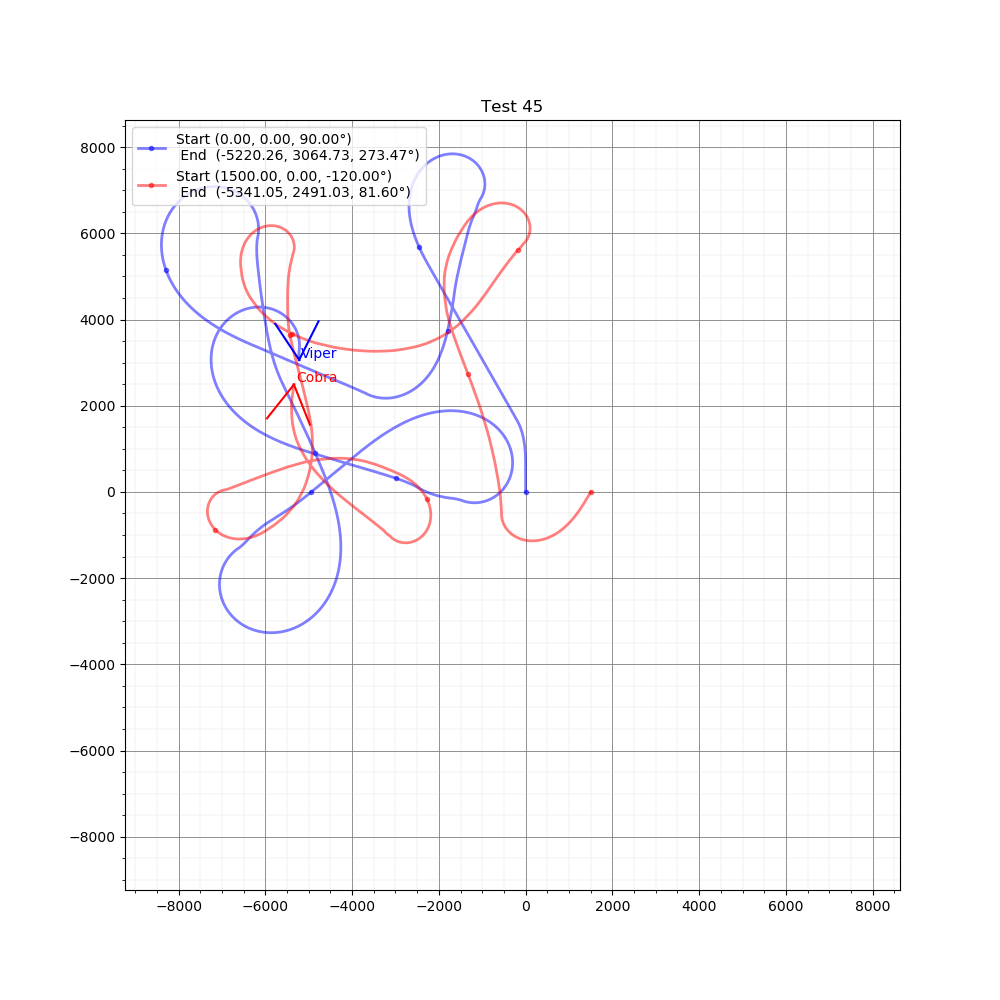 Test 45
Start (0.00, 0.00, 90.00°)
End (-5220.26, 3064.73, 273.47°)
Start (1500.00, 0.00, -120.00°)
End (-5341.05, 2491.03, 81.60°)
8000
6000
4000
2000
0
−2000
−4000
−6000
−8000
Viper
Cobra
−8000 −6000 −4000 −2000 0 2000 4000 6000 8000